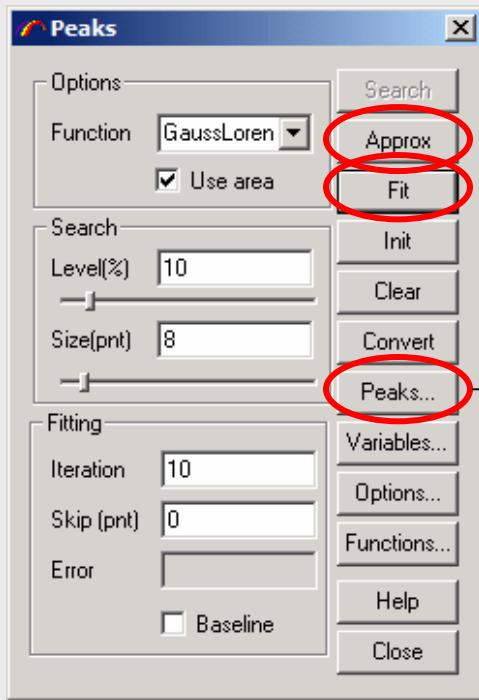 Peaks
Options
Function GaussLoren
Use area
Search
Level(%) 10
Size(pnt) 8
Fitting
Iteration 10
Skip (pnt) 0
Error
Baseline
Search
Approx
Fit
Init
Clear
Convert
Peaks...
Variables...
Options...
Functions...
Help
Close